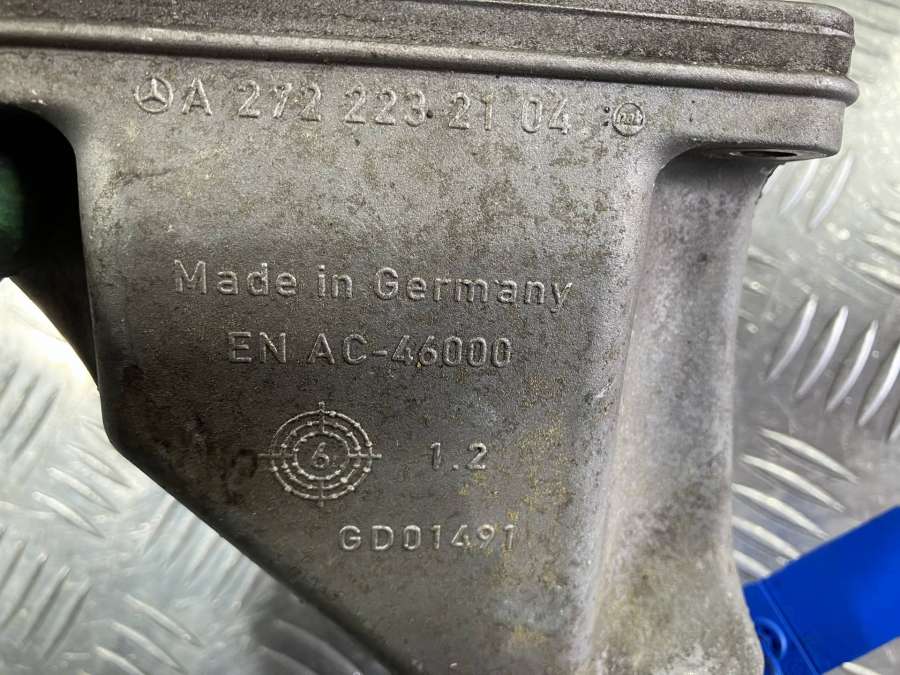 A 272 223 21 04
Made in Germany
EN AC-46000
6 1.2
GD01491